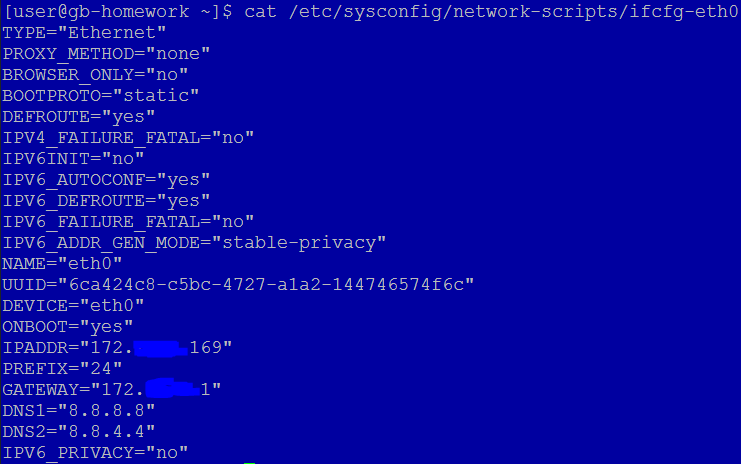 [user@gb-homework ~]$ cat /etc/sysconfig/network-scripts/ifcfg-eth0
TYPE="Ethernet"
PROXY_METHOD="none"
BROWSER_ONLY="no"
BOOTPROTO="static"
DEFROUTE="yes"
IPV4_FAILURE_FATAL="no"
IPV6INIT="no"
IPV6_AUTOCONF="yes"
IPV6_DEFROUTE="yes"
IPV6_FAILURE_FATAL="no"
IPV6_ADDR_GEN_MODE="stable-privacy"
NAME="eth0"
UUID="6ca424c8-c5bc-4727-a1a2-144746574f6c"
DEVICE="eth0"
ONBOOT="yes"
IPADDR="172. 169"
PREFIX="24"
GATEWAY="172. 1"
DNS1="8.8.8.8"
DNS2="8.8.4.4"
IPV6_PRIVACY="no"